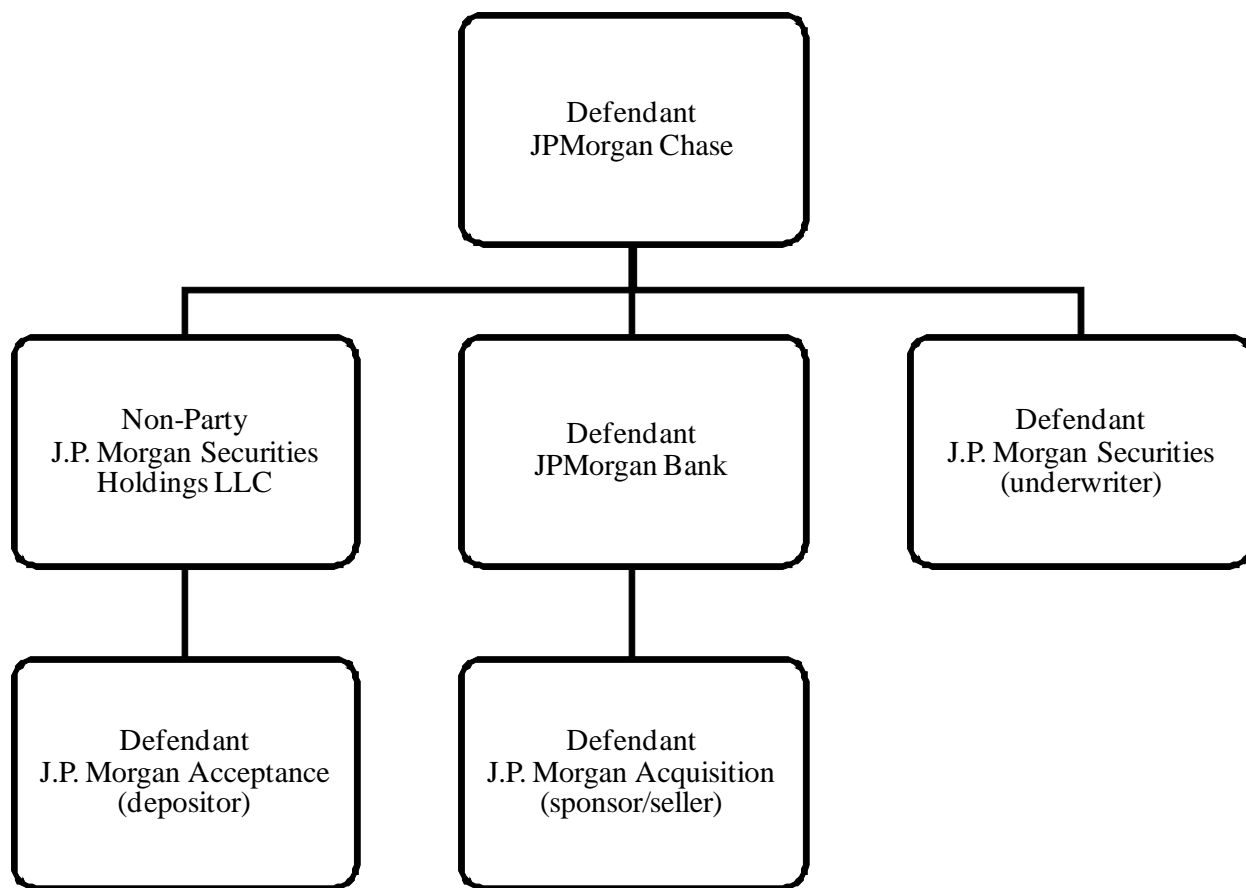 Defendant
JPMorgan Chase
Non-Party
J.P. Morgan Securities
Holdings LLC
Defendant
JPMorgan Bank
Defendant
J.P. Morgan Securities
(underwriter)
Defendant
J.P. Morgan Acceptance
(depositor)
Defendant
J.P. Morgan Acquisition
(sponsor/seller)